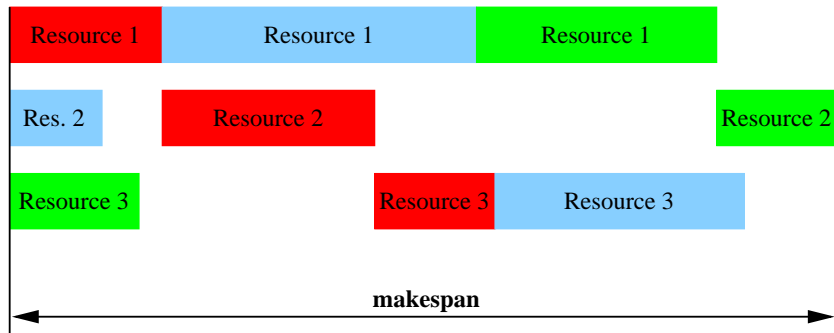 Resource 1 Resource 1 Resource 1
Res. 2 Resource 2 Resource 2
Resource 3 Resource 3 Resource 3
makespan